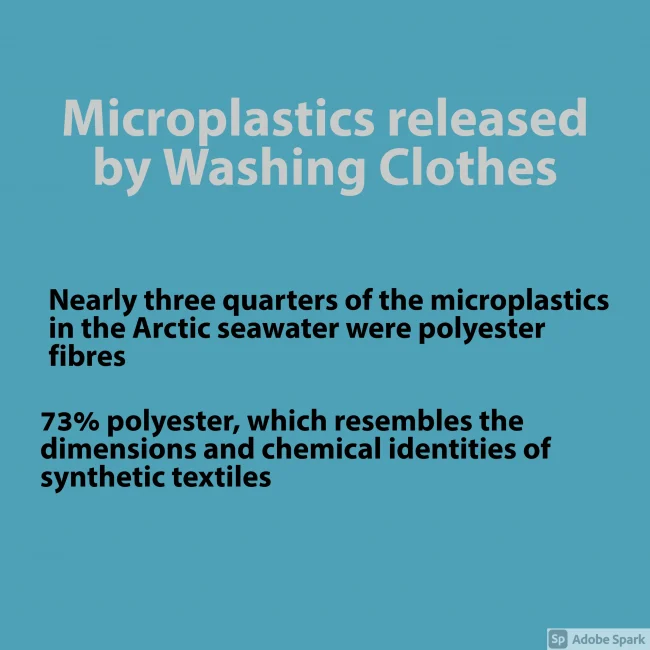 Microplastics released
by Washing Clothes
Nearly three quarters of the microplastics
in the Arctic seawater were polyester
fibres
73% polyester, which resembles the
dimensions and chemical identities of
synthetic textiles
Sp Adobe Spark